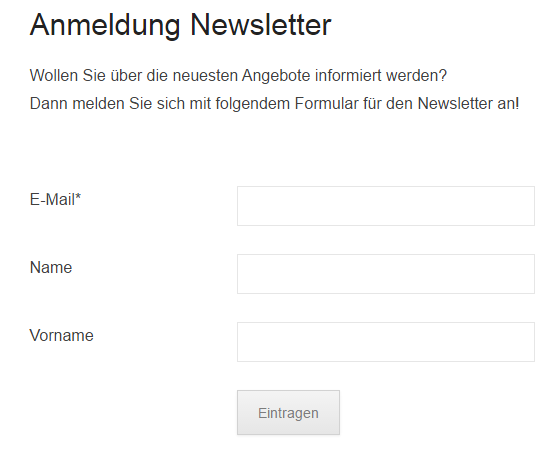 Anmeldung Newsletter
Wollen Sie über die neuesten Angebote informiert werden?
Dann melden Sie sich mit folgendem Formular für den Newsletter an!
E-Mail*
Name
Vorname
Eintragen